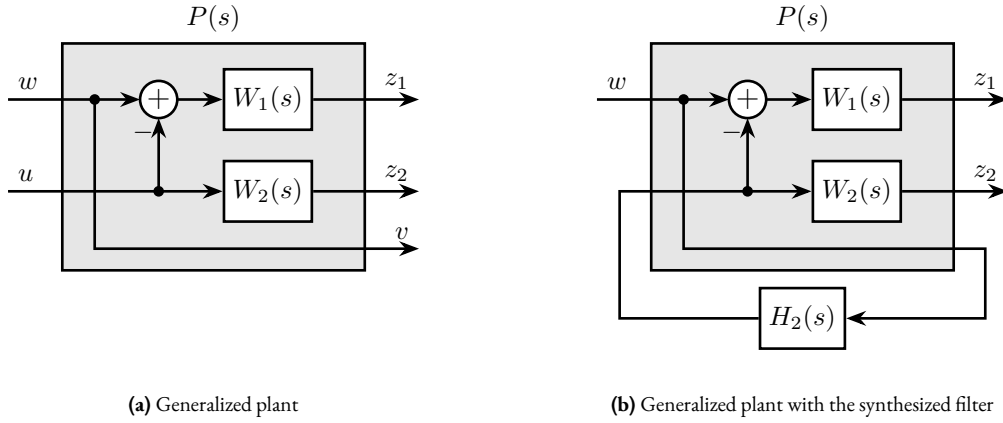 P(s)
w
+
−
W₁(s)
z₁
u
W₂(s)
z₂
v
(a) Generalized plant
P(s)
w
+
−
W₁(s)
z₁
W₂(s)
z₂
H₂(s)
(b) Generalized plant with the synthesized filter